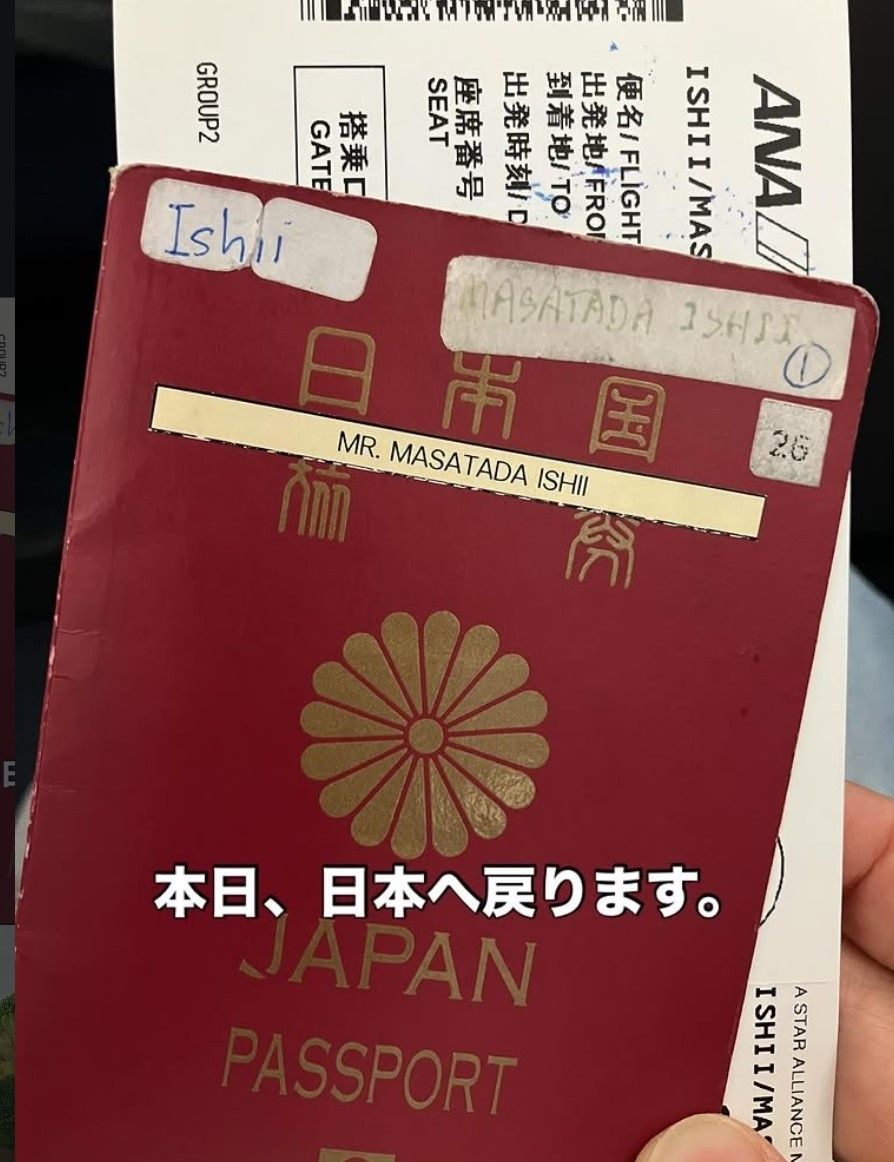 GROUP2
搭乗口
GATE
座席番号
SEAT
出発時刻/D
到着地/TO
出発地/FRO
便名/FLIGHT
ISHII/MAS
ANA
Ishii
MASATADA ISHII
①
26
日本国
MR. MASATADA ISHII
旅 券
本日、日本へ戻ります。
JAPAN
PASSPORT
A STAR ALLIANCE
ISHII/MAS